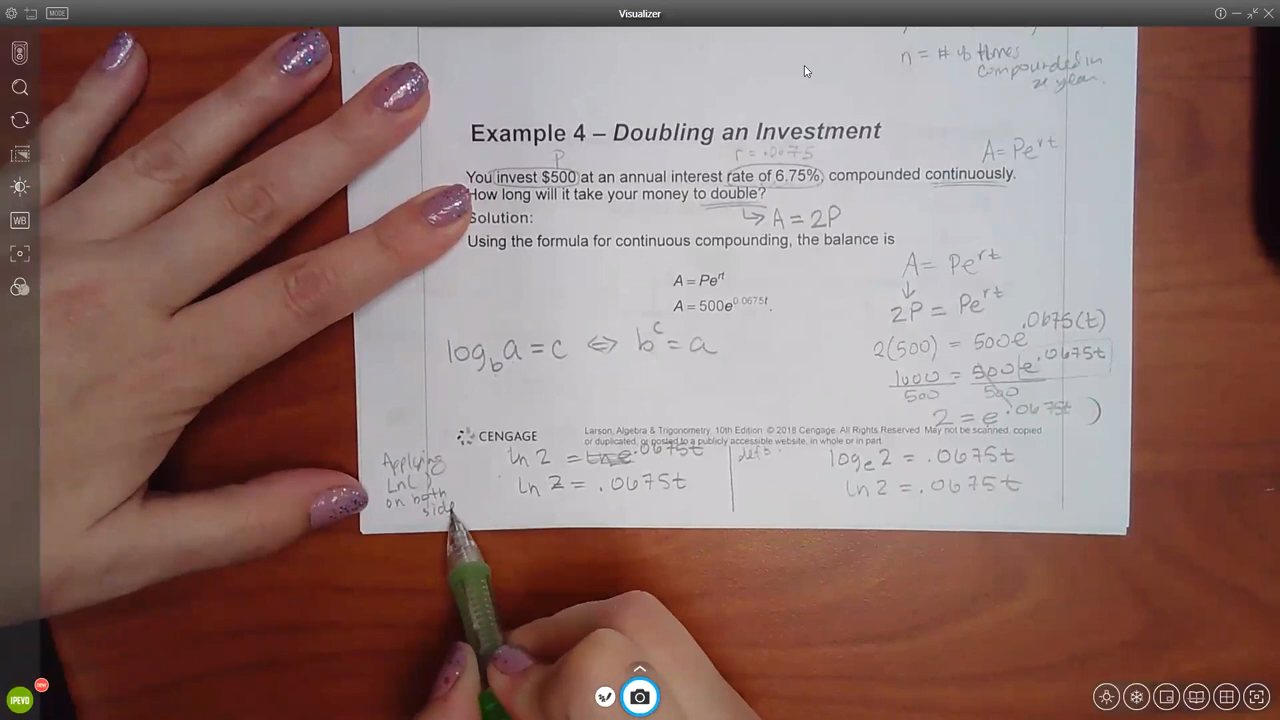 MODE
Visualizer
n = # of times
compounded in
a year.
Example 4 – Doubling an Investment
P
r = .0675
A = Pe^rt
You invest $500 at an annual interest rate of 6.75%, compounded continuously.
How long will it take your money to double?
Solution:
↳ A = 2P
Using the formula for continuous compounding, the balance is
A = Pe^rt
A = 500e^0.0675t.
A = Pe^rt
↓
2P = Pe^rt
2(500) = 500e^.0675(t)
1000/500 = 500/500 e^.0675t
2 = e^.0675t
log_b a = c ⇔ b^c = a
CENGAGE
Larson, Algebra & Trigonometry, 10th Edition. © 2018 Cengage. All Rights Reserved. May not be scanned, copied
or duplicated, or posted to a publicly accessible website, in whole or in part.
Applying
Ln( )
on both
side
ln 2 = ln e^.0675t
ln 2 = .0675t
log_e 2 = .0675t
ln 2 = .0675t
WB
IPEVO
new